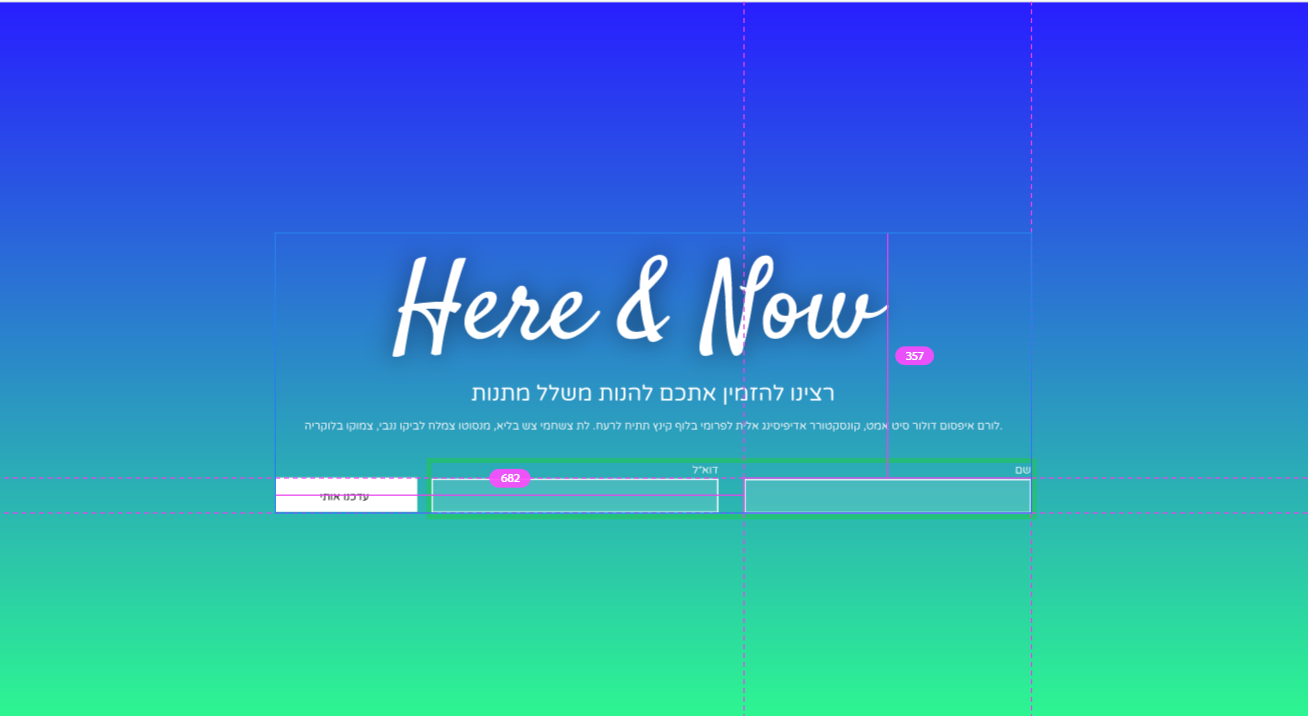 Here & Now
357
רצינו להזמין אתכם להנות משלל מתנות
לורם איפסום דולור סיט אמט, קונסקטורר אדיפיסינג אלית לפרומי בלוף קינץ תתיח לרעח. לת צשחמי צש בליא, מנסוטו צמלח לביקו ננבי, צמוקו בלוקריה.
שם
דוא״ל
682
עדכנו אותי